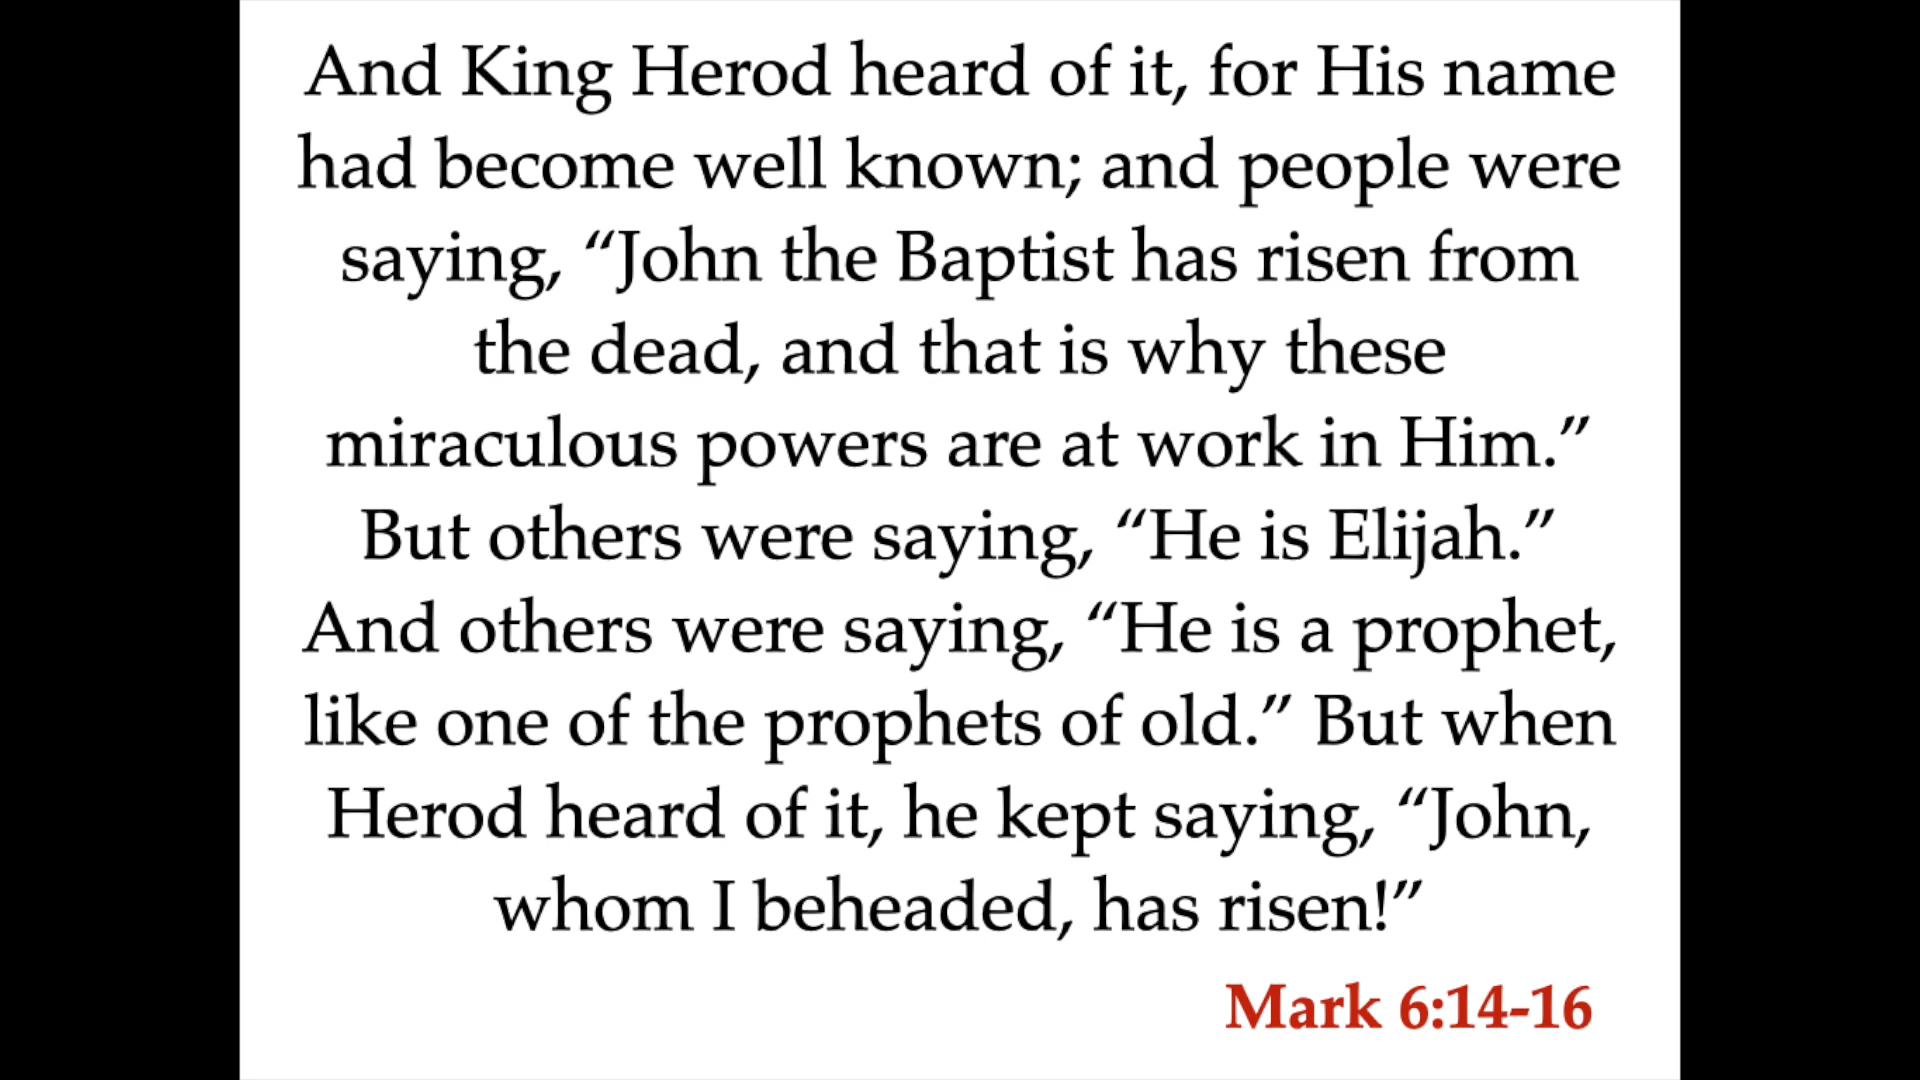 And King Herod heard of it, for His name
had become well known; and people were
saying, “John the Baptist has risen from
the dead, and that is why these
miraculous powers are at work in Him.”
But others were saying, “He is Elijah.”
And others were saying, “He is a prophet,
like one of the prophets of old.” But when
Herod heard of it, he kept saying, “John,
whom I beheaded, has risen!”
Mark 6:14-16